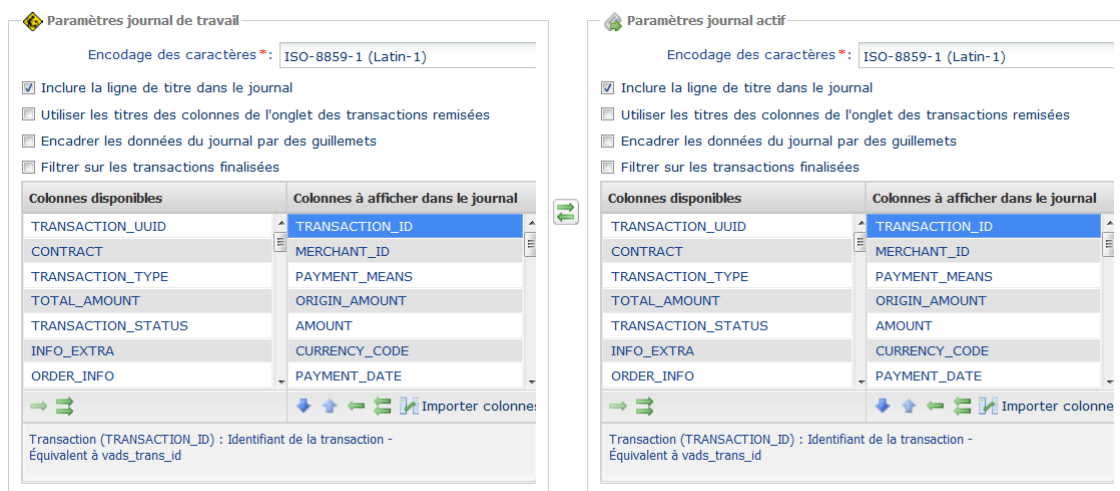 Paramètres journal de travail
Encodage des caractères *: ISO-8859-1 (Latin-1)
Inclure la ligne de titre dans le journal
Utiliser les titres des colonnes de l'onglet des transactions remisées
Encadrer les données du journal par des guillemets
Filtrer sur les transactions finalisées
Colonnes disponibles Colonnes à afficher dans le journal
TRANSACTION_UUID TRANSACTION_ID
CONTRACT MERCHANT_ID
TRANSACTION_TYPE PAYMENT_MEANS
TOTAL_AMOUNT ORIGIN_AMOUNT
TRANSACTION_STATUS AMOUNT
INFO_EXTRA CURRENCY_CODE
ORDER_INFO PAYMENT_DATE
Importer colonnes
Transaction (TRANSACTION_ID) : Identifiant de la transaction -
Équivalent à vads_trans_id
Paramètres journal actif
Encodage des caractères *: ISO-8859-1 (Latin-1)
Inclure la ligne de titre dans le journal
Utiliser les titres des colonnes de l'onglet des transactions remisées
Encadrer les données du journal par des guillemets
Filtrer sur les transactions finalisées
Colonnes disponibles Colonnes à afficher dans le journal
TRANSACTION_UUID TRANSACTION_ID
CONTRACT MERCHANT_ID
TRANSACTION_TYPE PAYMENT_MEANS
TOTAL_AMOUNT ORIGIN_AMOUNT
TRANSACTION_STATUS AMOUNT
INFO_EXTRA CURRENCY_CODE
ORDER_INFO PAYMENT_DATE
Importer colonne
Transaction (TRANSACTION_ID) : Identifiant de la transaction -
Équivalent à vads_trans_id